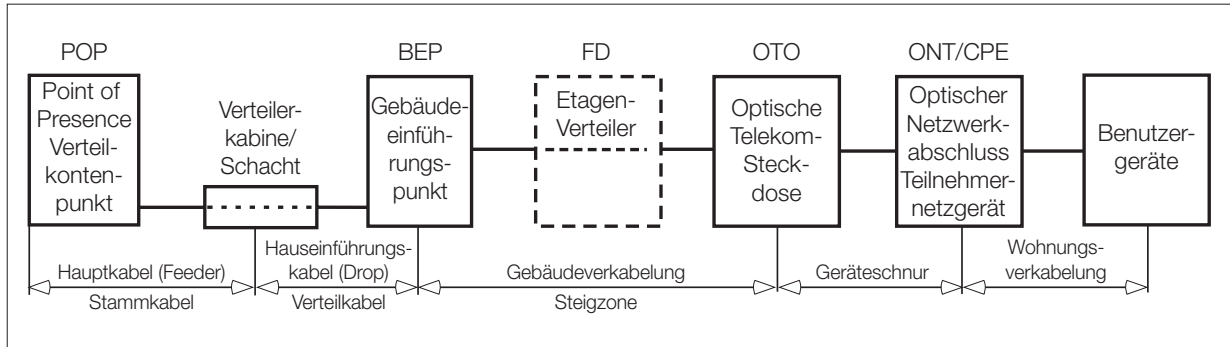 POP
BEP
FD
OTO
ONT/CPE
Point of
Presence
Verteil-
konten-
punkt
Verteiler-
kabine/
Schacht
Gebäude-
einfüh-
rungs-
punkt
Etagen-
Verteiler
Optische
Telekom-
Steck-
dose
Optischer
Netzwerk-
abschluss
Teilnehmer-
netzgerät
Benutzer-
geräte
Hauptkabel (Feeder)
Stammkabel
Hauseinführungs-
kabel (Drop)
Verteilkabel
Gebäudeverkabelung
Steigzone
Geräteschnur
Wohnungs-
verkabelung